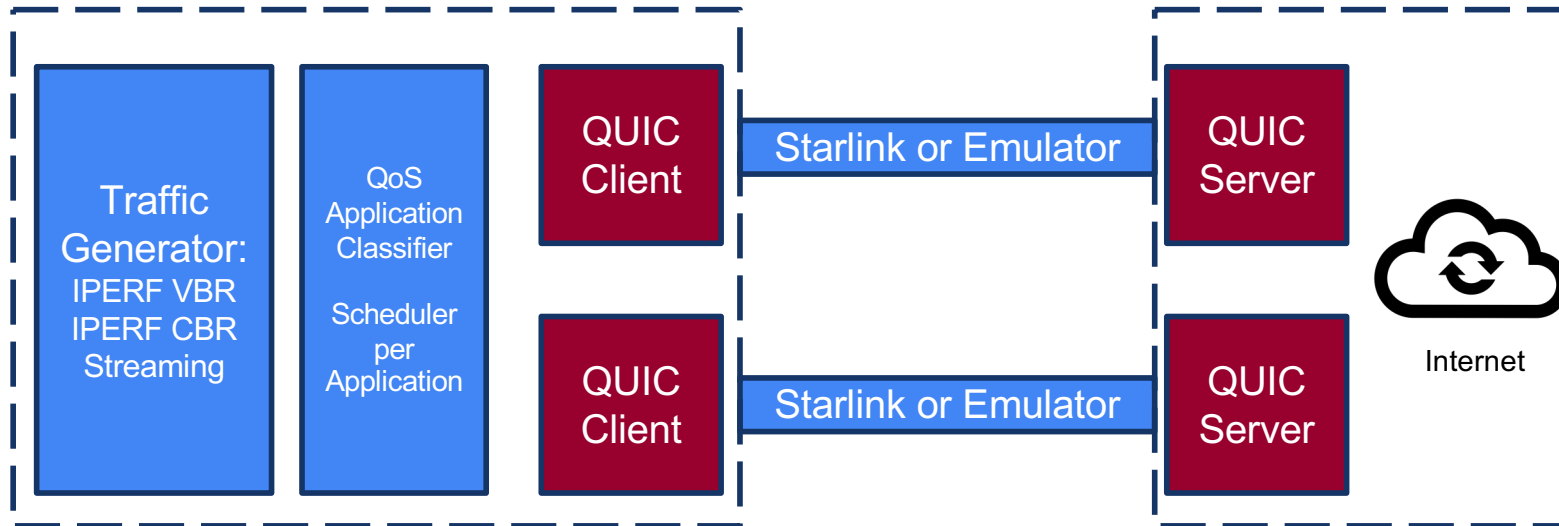 Traffic
Generator:
IPERF VBR
IPERF CBR
Streaming
QoS
Application
Classifier
Scheduler
per
Application
QUIC
Client
Starlink or Emulator
QUIC
Server
QUIC
Client
Starlink or Emulator
QUIC
Server
Internet